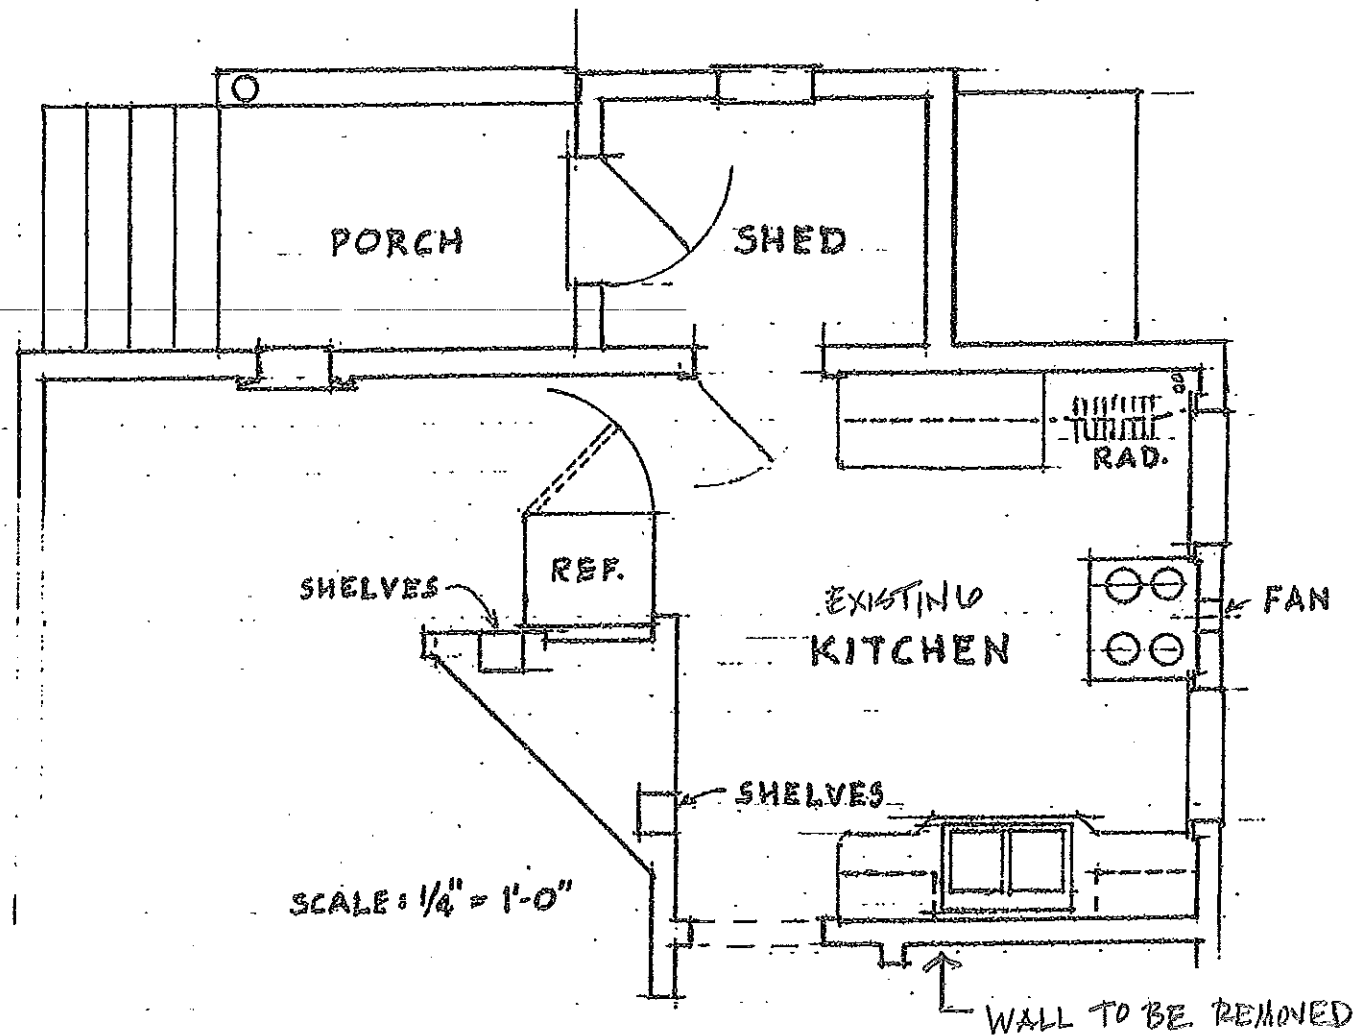 PORCH
SHED
RAD.
REF.
SHELVES
EXISTING
KITCHEN
FAN
SHELVES
SCALE: 1/4" = 1'-0"
WALL TO BE REMOVED